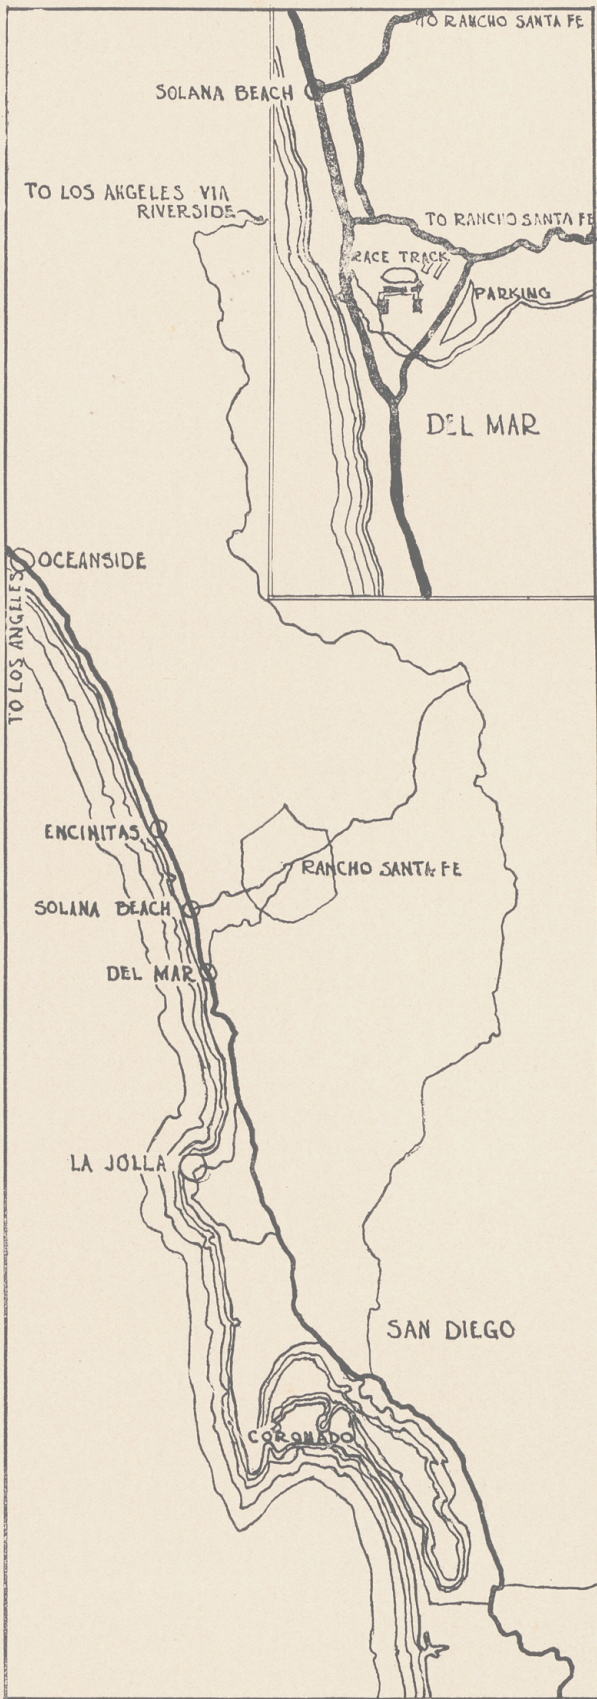 TO RANCHO SANTA FE
SOLANA BEACH
TO LOS ANGELES VIA
RIVERSIDE
TO RANCHO SANTA FE
RACE TRACK
PARKING
DEL MAR
OCEANSIDE
TO LOS ANGELES
ENCINITAS
RANCHO SANTA FE
SOLANA BEACH
DEL MAR
LA JOLLA
SAN DIEGO
CORONADO